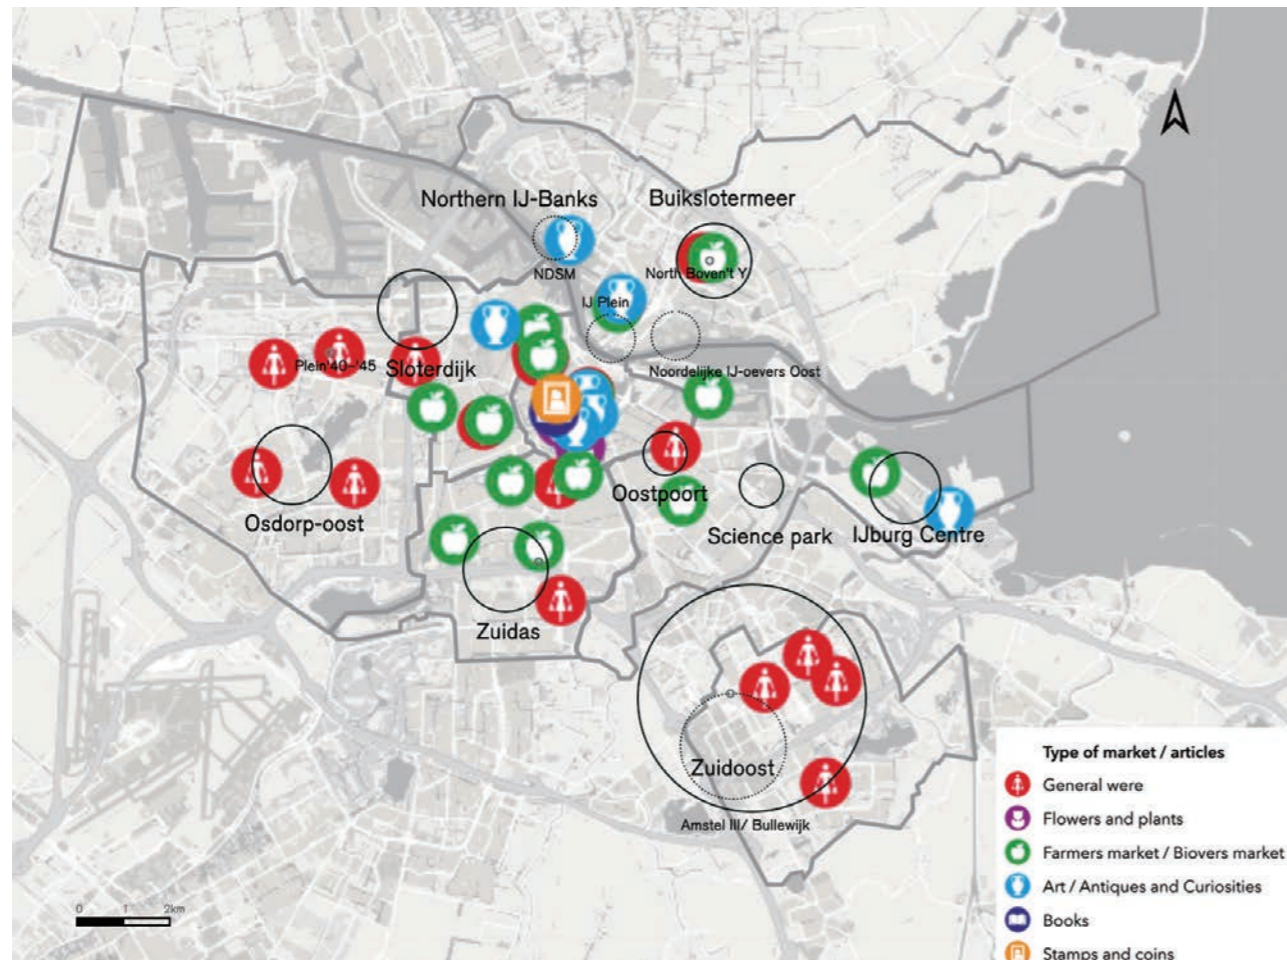 Northern IJ-Banks
Buikslotermeer
NDSM
North Boven't Y
IJ Plein
Plein'40-'45
Sloterdijk
Noordelijke IJ-oevers Oost
Osdorp-oost
Oostpoort
Science park
IJburg Centre
Zuidas
Zuidoost
Amstel III/ Bullewijk
0 1 2km
Type of market / articles
General were
Flowers and plants
Farmers market / Biovers market
Art / Antiques and Curiosities
Books
Stamps and coins